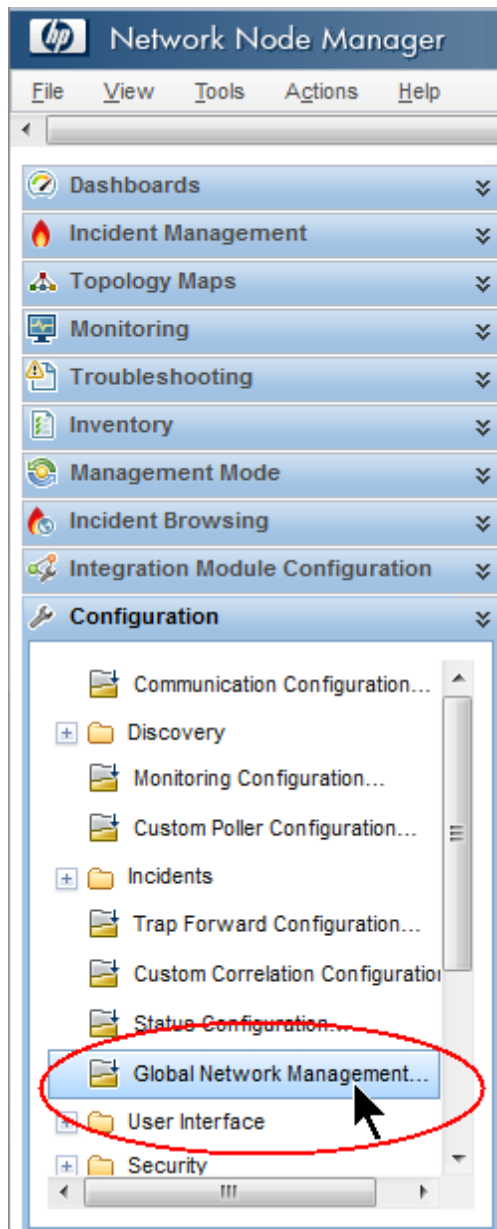 hp Network Node Manager
File View Tools Actions Help
Dashboards
Incident Management
Topology Maps
Monitoring
Troubleshooting
Inventory
Management Mode
Incident Browsing
Integration Module Configuration
Configuration
Communication Configuration...
Discovery
Monitoring Configuration...
Custom Poller Configuration...
Incidents
Trap Forward Configuration...
Custom Correlation Configuration
Status Configuration...
Global Network Management...
User Interface
Security